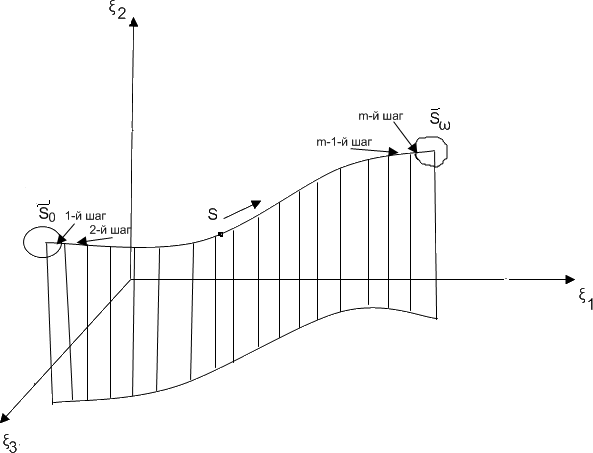 ξ2
m-й шаг
S̃ω
m-1-й шаг
S̃0
1-й шаг
S
2-й шаг
ξ1
ξ3